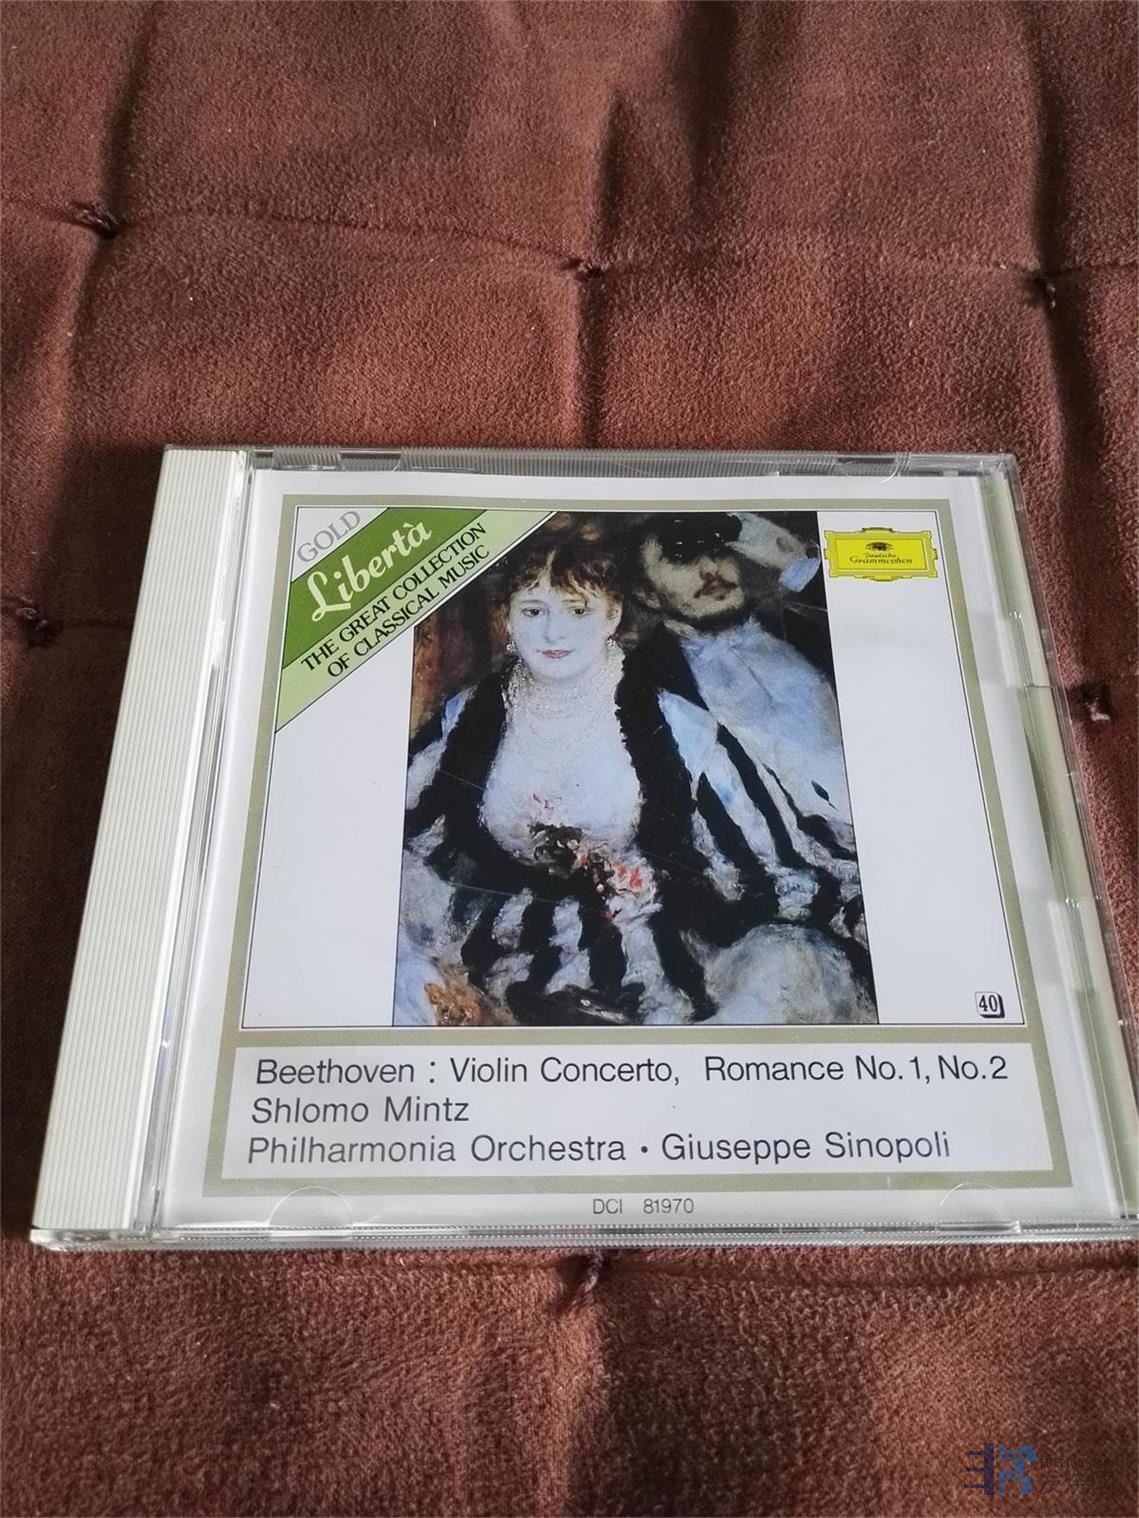 GOLD
Libertà
THE GREAT COLLECTION
OF CLASSICAL MUSIC
Deutsche
Grammophon
40
Beethoven : Violin Concerto, Romance No.1, No.2
Shlomo Mintz
Philharmonia Orchestra • Giuseppe Sinopoli
DCI 81970